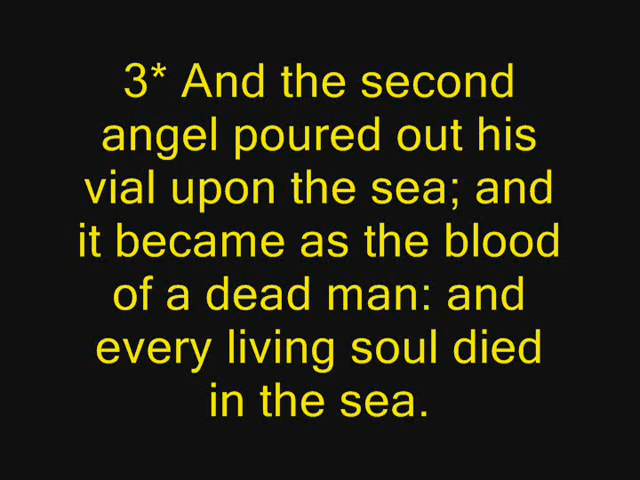 3* And the second
angel poured out his
vial upon the sea; and
it became as the blood
of a dead man: and
every living soul died
in the sea.